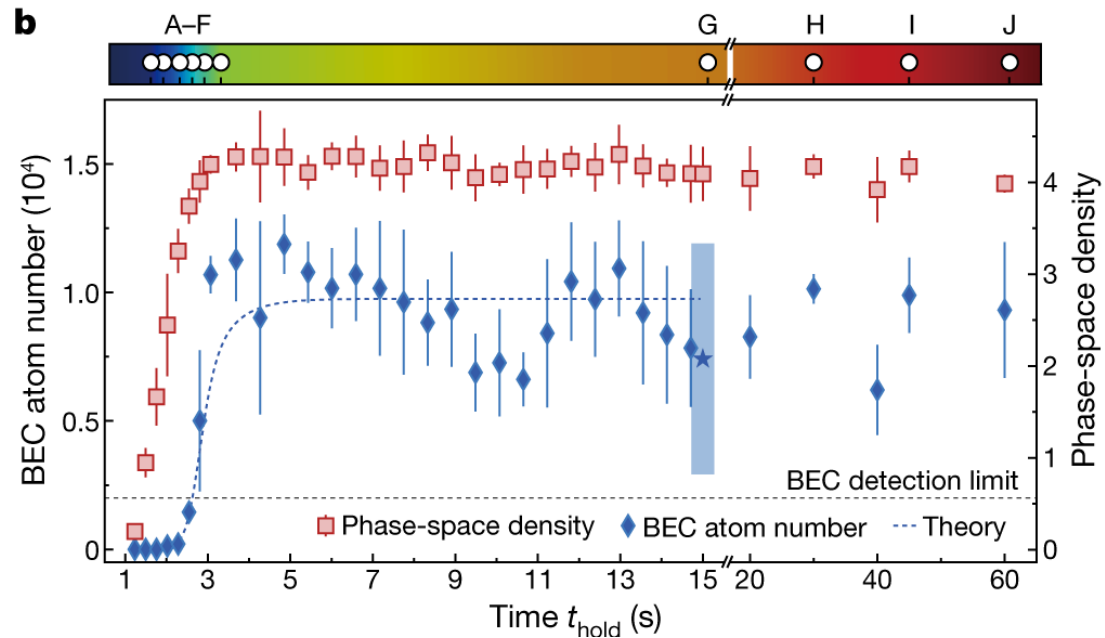 b
A–F G H I J
BEC atom number (10⁴)
1.5
1.0
0.5
0
Phase-space density
4
3
2
1
0
BEC detection limit
Phase-space density BEC atom number Theory
1 3 5 7 9 11 13 15 20 40 60
Time t_hold (s)